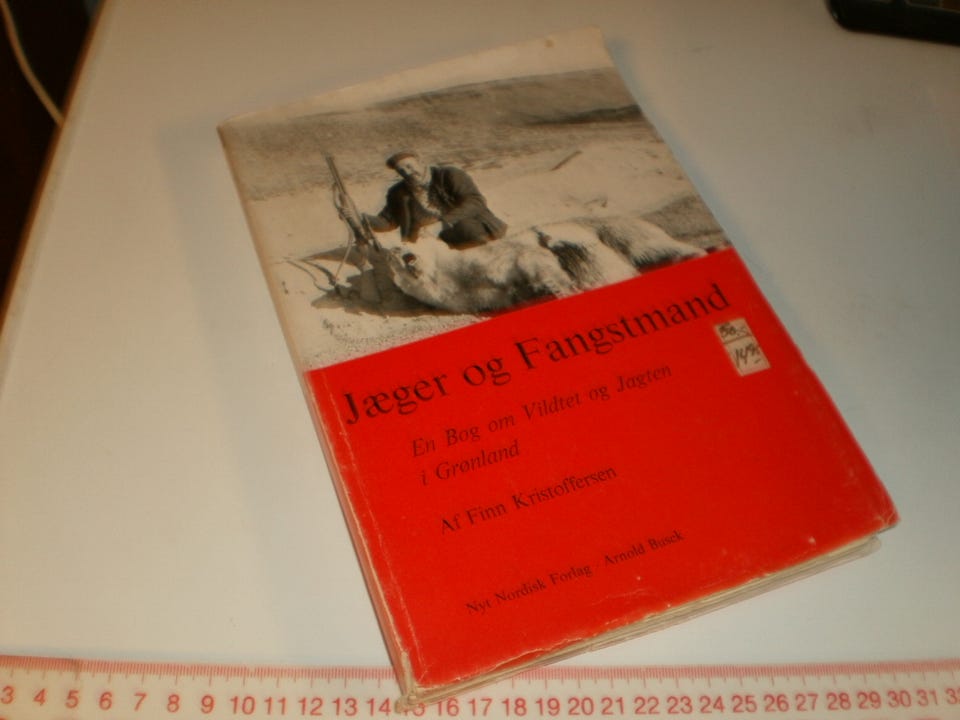 Jæger og Fangstmand
En Bog om Vildtet og Jagten
i Grønland
Af Finn Kristoffersen
Nyt Nordisk Forlag Arnold Busck
3 4 5 6 7 8 9 10 11 12 13 14 15 16 17 18 19 20 21 22 23 24 25 26 27 28 29 30 31